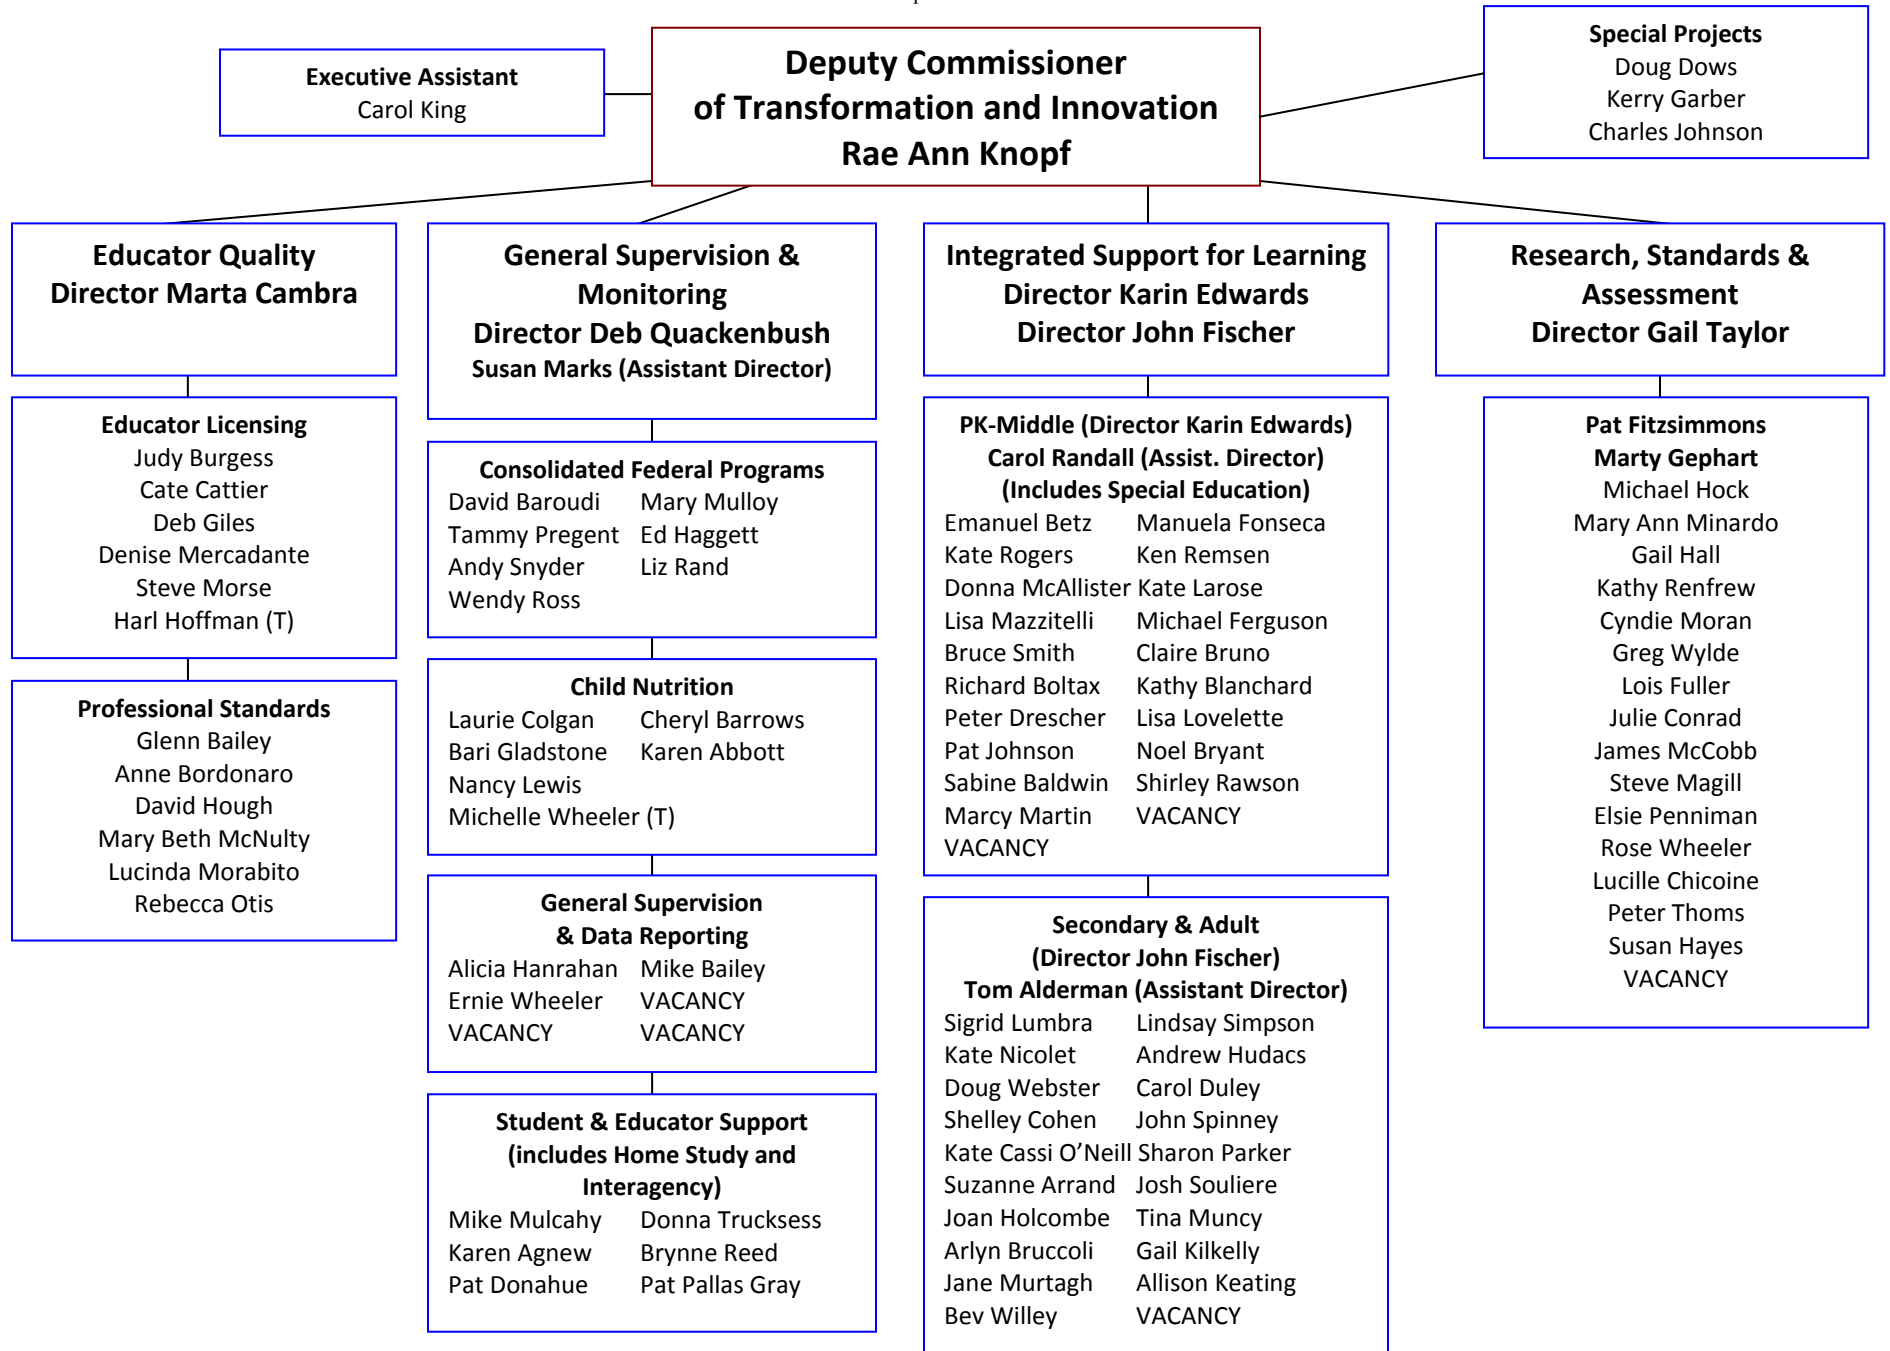 Executive Assistant
Carol King
Deputy Commissioner
of Transformation and Innovation
Rae Ann Knopf
Special Projects
Doug Dows
Kerry Garber
Charles Johnson
Educator Quality
Director Marta Cambra
Educator Licensing
Judy Burgess
Cate Cattier
Deb Giles
Denise Mercadante
Steve Morse
Harl Hoffman (T)
Professional Standards
Glenn Bailey
Anne Bordonaro
David Hough
Mary Beth McNulty
Lucinda Morabito
Rebecca Otis
General Supervision &
Monitoring
Director Deb Quackenbush
Susan Marks (Assistant Director)
Consolidated Federal Programs
David Baroudi Mary Mulloy
Tammy Pregent Ed Haggett
Andy Snyder Liz Rand
Wendy Ross
Child Nutrition
Laurie Colgan Cheryl Barrows
Bari Gladstone Karen Abbott
Nancy Lewis
Michelle Wheeler (T)
General Supervision
& Data Reporting
Alicia Hanrahan Mike Bailey
Ernie Wheeler VACANCY
VACANCY VACANCY
Student & Educator Support
(includes Home Study and
Interagency)
Mike Mulcahy Donna Trucksess
Karen Agnew Brynne Reed
Pat Donahue Pat Pallas Gray
Integrated Support for Learning
Director Karin Edwards
Director John Fischer
PK-Middle (Director Karin Edwards)
Carol Randall (Assist. Director)
(Includes Special Education)
Emanuel Betz Manuela Fonseca
Kate Rogers Ken Remsen
Donna McAllister Kate Larose
Lisa Mazzitelli Michael Ferguson
Bruce Smith Claire Bruno
Richard Boltax Kathy Blanchard
Peter Drescher Lisa Lovelette
Pat Johnson Noel Bryant
Sabine Baldwin Shirley Rawson
Marcy Martin VACANCY
VACANCY
Secondary & Adult
(Director John Fischer)
Tom Alderman (Assistant Director)
Sigrid Lumbra Lindsay Simpson
Kate Nicolet Andrew Hudacs
Doug Webster Carol Duley
Shelley Cohen John Spinney
Kate Cassi O’Neill Sharon Parker
Suzanne Arrand Josh Souliere
Joan Holcombe Tina Muncy
Arlyn Bruccoli Gail Kilkelly
Jane Murtagh Allison Keating
Bev Willey VACANCY
Research, Standards &
Assessment
Director Gail Taylor
Pat Fitzsimmons
Marty Gephart
Michael Hock
Mary Ann Minardo
Gail Hall
Kathy Renfrew
Cyndie Moran
Greg Wylde
Lois Fuller
Julie Conrad
James McCobb
Steve Magill
Elsie Penniman
Rose Wheeler
Lucille Chicoine
Peter Thoms
Susan Hayes
VACANCY